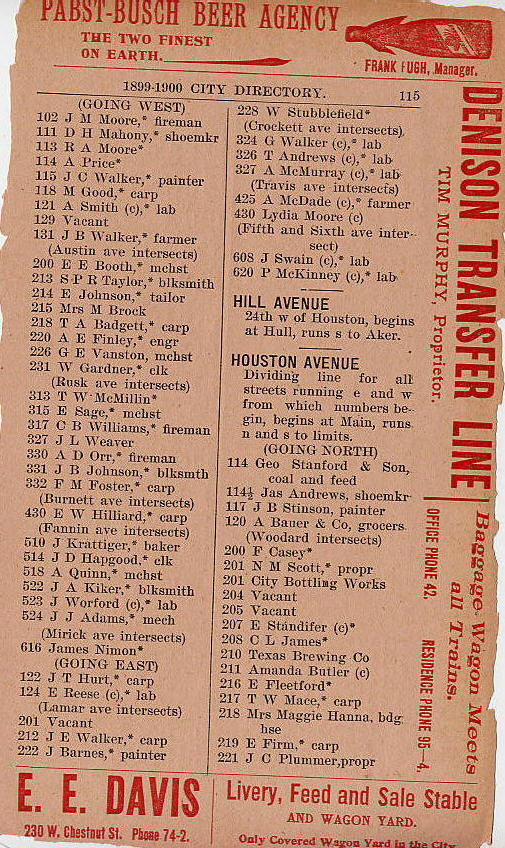 PABST-BUSCH BEER AGENCY
THE TWO FINEST
ON EARTH.
FRANK FUGH, Manager.
1899-1900 CITY DIRECTORY. 115
(GOING WEST)
102 J M Moore,* fireman
111 D H Mahony,* shoemkr
113 R A Moore*
114 A Price*
115 J C Walker,* painter
118 M Good,* carp
121 A Smith (c),* lab
129 Vacant
131 J B Walker,* farmer
(Austin ave intersects)
200 E E Booth,* mchst
213 S P R Taylor,* blksmith
214 E Johnson,* tailor
215 Mrs M Brock
218 T A Badgett,* carp
220 A E Finley,* engr
226 G E Vanston, mchst
231 W Gardner,* clk
(Rusk ave intersects)
313 T W McMillin*
315 E Sage,* mchst
317 C B Williams,* fireman
327 J L Weaver
330 A D Orr,* fireman
331 J B Johnson,* blksmth
332 F M Foster,* carp
(Burnett ave intersects)
430 E W Hilliard,* carp
(Fannin ave intersects)
510 J Krattiger,* baker
514 J D Hapgood,* clk
518 A Quinn,* mchst
522 J A Kiker,* blksmith
523 J Worford (c),* lab
524 J J Adams,* mech
(Mirick ave intersects)
616 James Nimon*
(GOING EAST)
122 J T Hurt,* carp
124 E Reese (c),* lab
(Lamar ave intersects)
201 Vacant
212 J E Walker,* carp
222 J Barnes,* painter
228 W Stubblefield*
(Crockett ave intersects)
324 G Walker (c),* lab
326 T Andrews (c),* lab
327 A McMurray (c),* lab
(Travis ave intersects)
425 A McDade (c),* farmer
430 Lydia Moore (c)
(Fifth and Sixth ave inter-
sect)
608 J Swain (c),* lab
620 P McKinney (c),* lab
HILL AVENUE
24th w of Houston, begins
at Hull, runs s to Aker.
HOUSTON AVENUE
Dividing line for all
streets running e and w
from which numbers be-
gin, begins at Main, runs
n and s to limits.
(GOING NORTH)
114 Geo Stanford & Son,
coal and feed
114½ Jas Andrews, shoemkr
117 J B Stinson, painter
120 A Bauer & Co, grocers
(Woodard intersects)
200 F Casey*
201 N M Scott,* propr
201 City Bottling Works
204 Vacant
205 Vacant
207 E Standifer (c)*
208 C L James*
210 Texas Brewing Co
211 Amanda Butler (c)
216 E Fleetford*
217 T W Mace,* carp
218 Mrs Maggie Hanna, bdg
hse
219 E Firm,* carp
221 J C Plummer,propr
DENISON TRANSFER LINE
TIM MURPHY, Proprietor.
Baggage Wagon Meets
all Trains.
OFFICE PHONE 42. RESIDENCE PHONE 95—4.
E. E. DAVIS
230 W. Chestnut St. Phone 74-2.
Livery, Feed and Sale Stable
AND WAGON YARD.
Only Covered Wagon Yard in the City